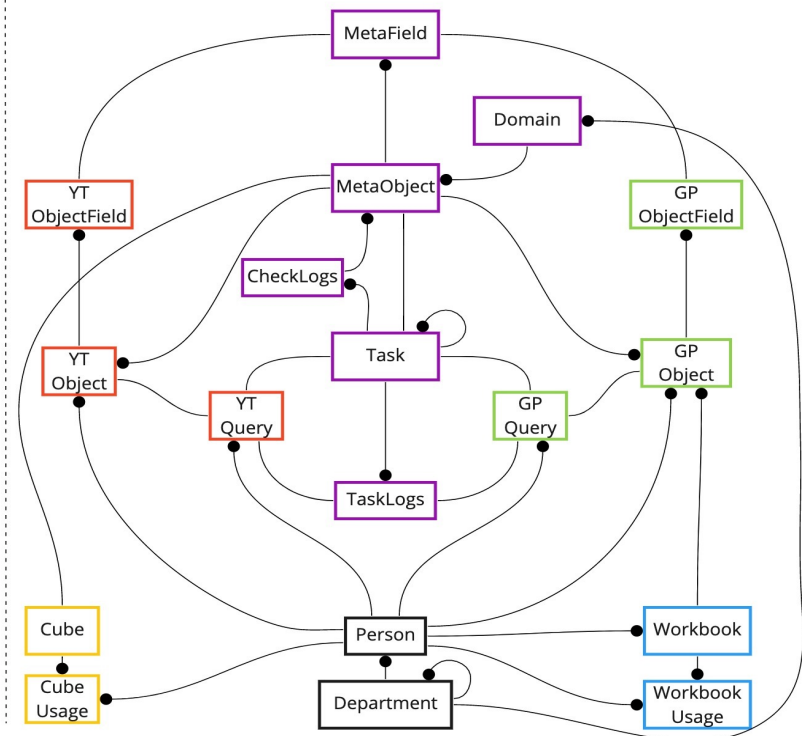 MetaField
Domain
YT
ObjectField
MetaObject
GP
ObjectField
CheckLogs
Task
YT
Object
GP
Object
YT
Query
GP
Query
TaskLogs
Cube
Person
Workbook
Cube
Usage
Department
Workbook
Usage